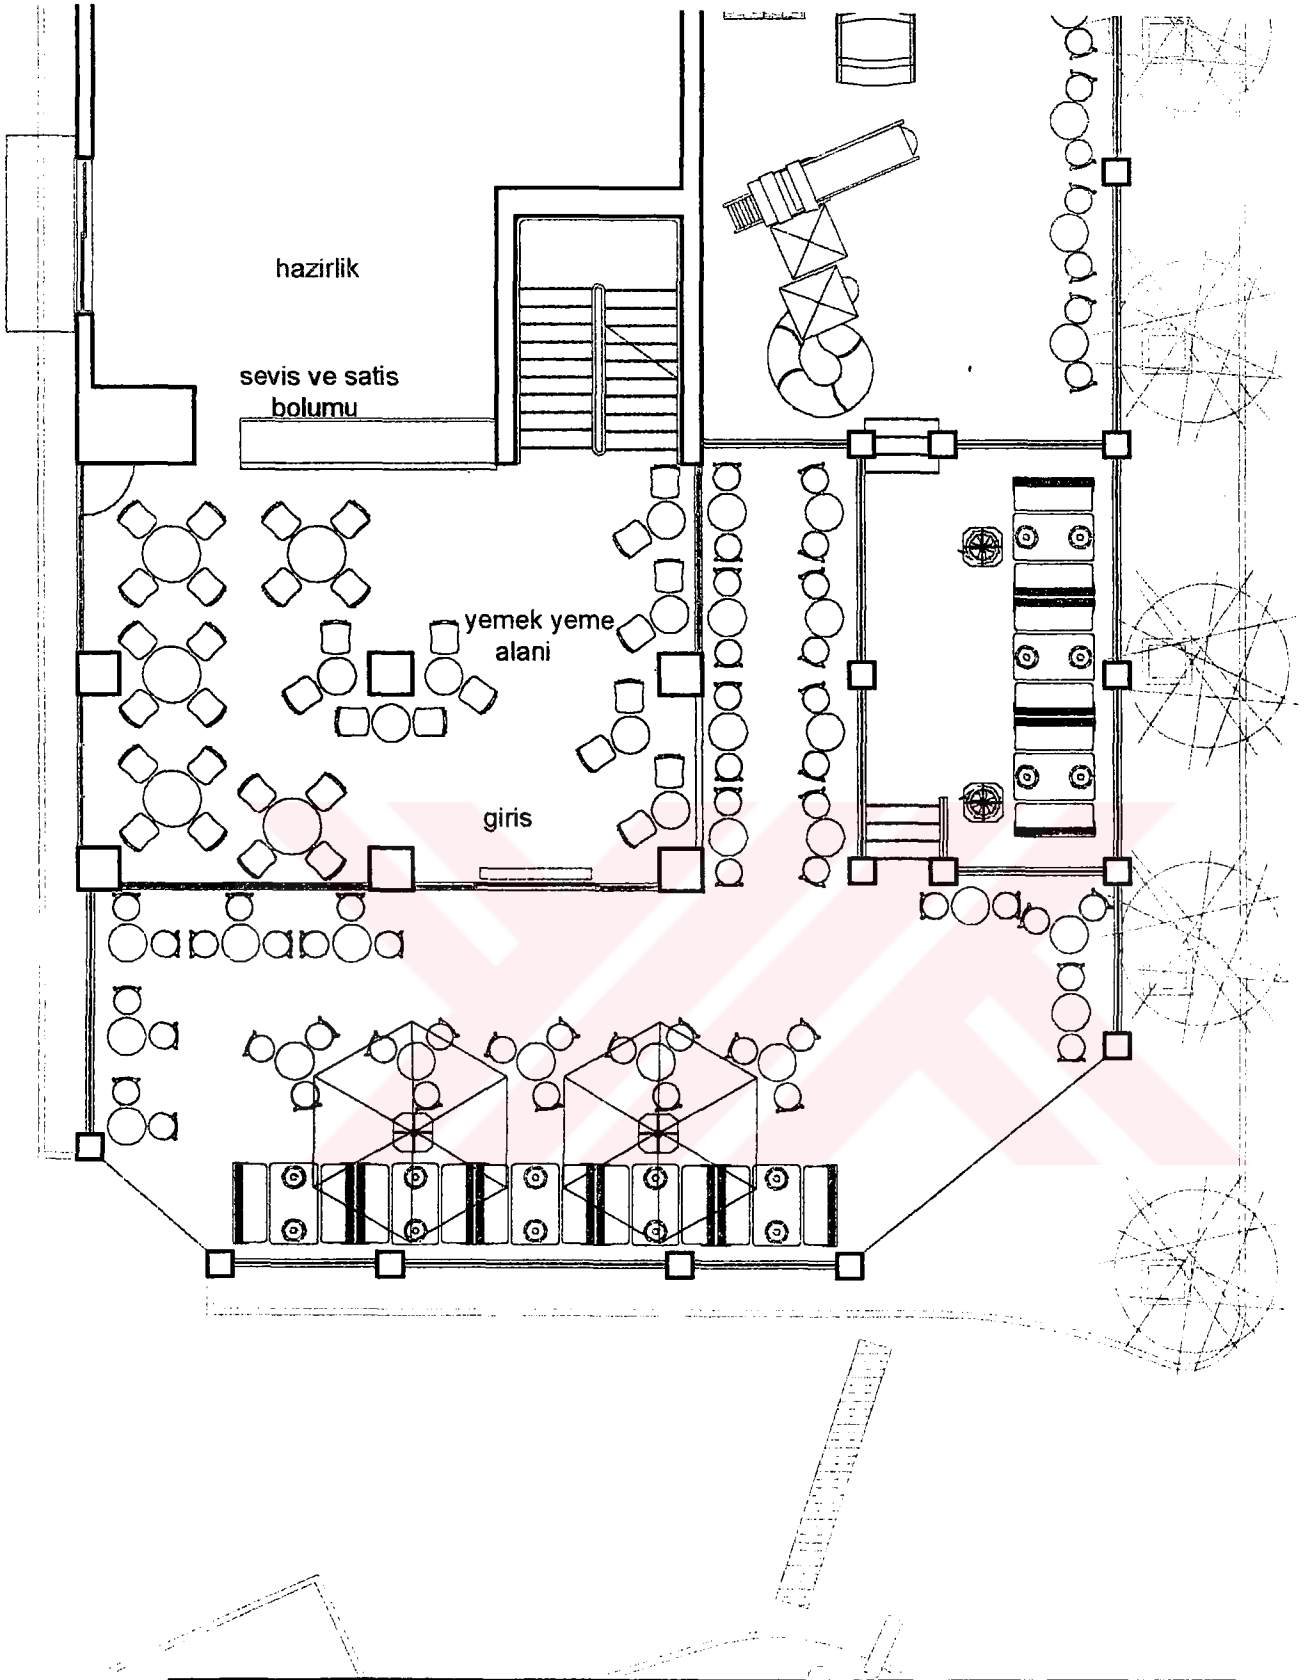 hazirlik
sevis ve satis
bolumu
yemek yeme
alani
giris